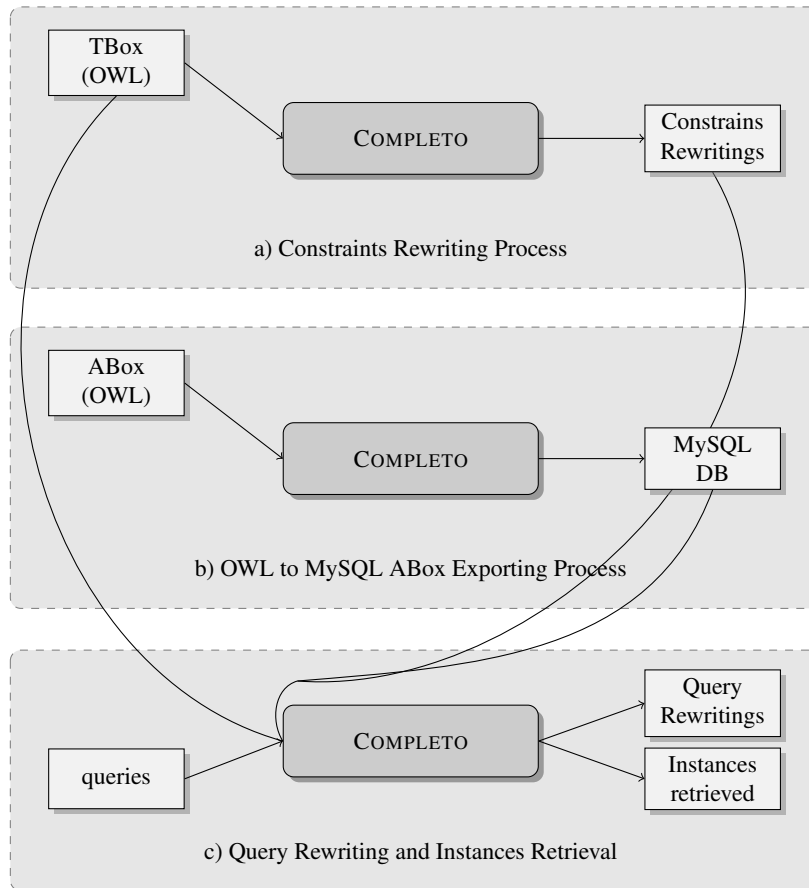 TBox
(OWL)
COMPLETO
Constrains
Rewritings
a) Constraints Rewriting Process
ABox
(OWL)
COMPLETO
MySQL
DB
b) OWL to MySQL ABox Exporting Process
queries
COMPLETO
Query
Rewritings
Instances
retrieved
c) Query Rewriting and Instances Retrieval